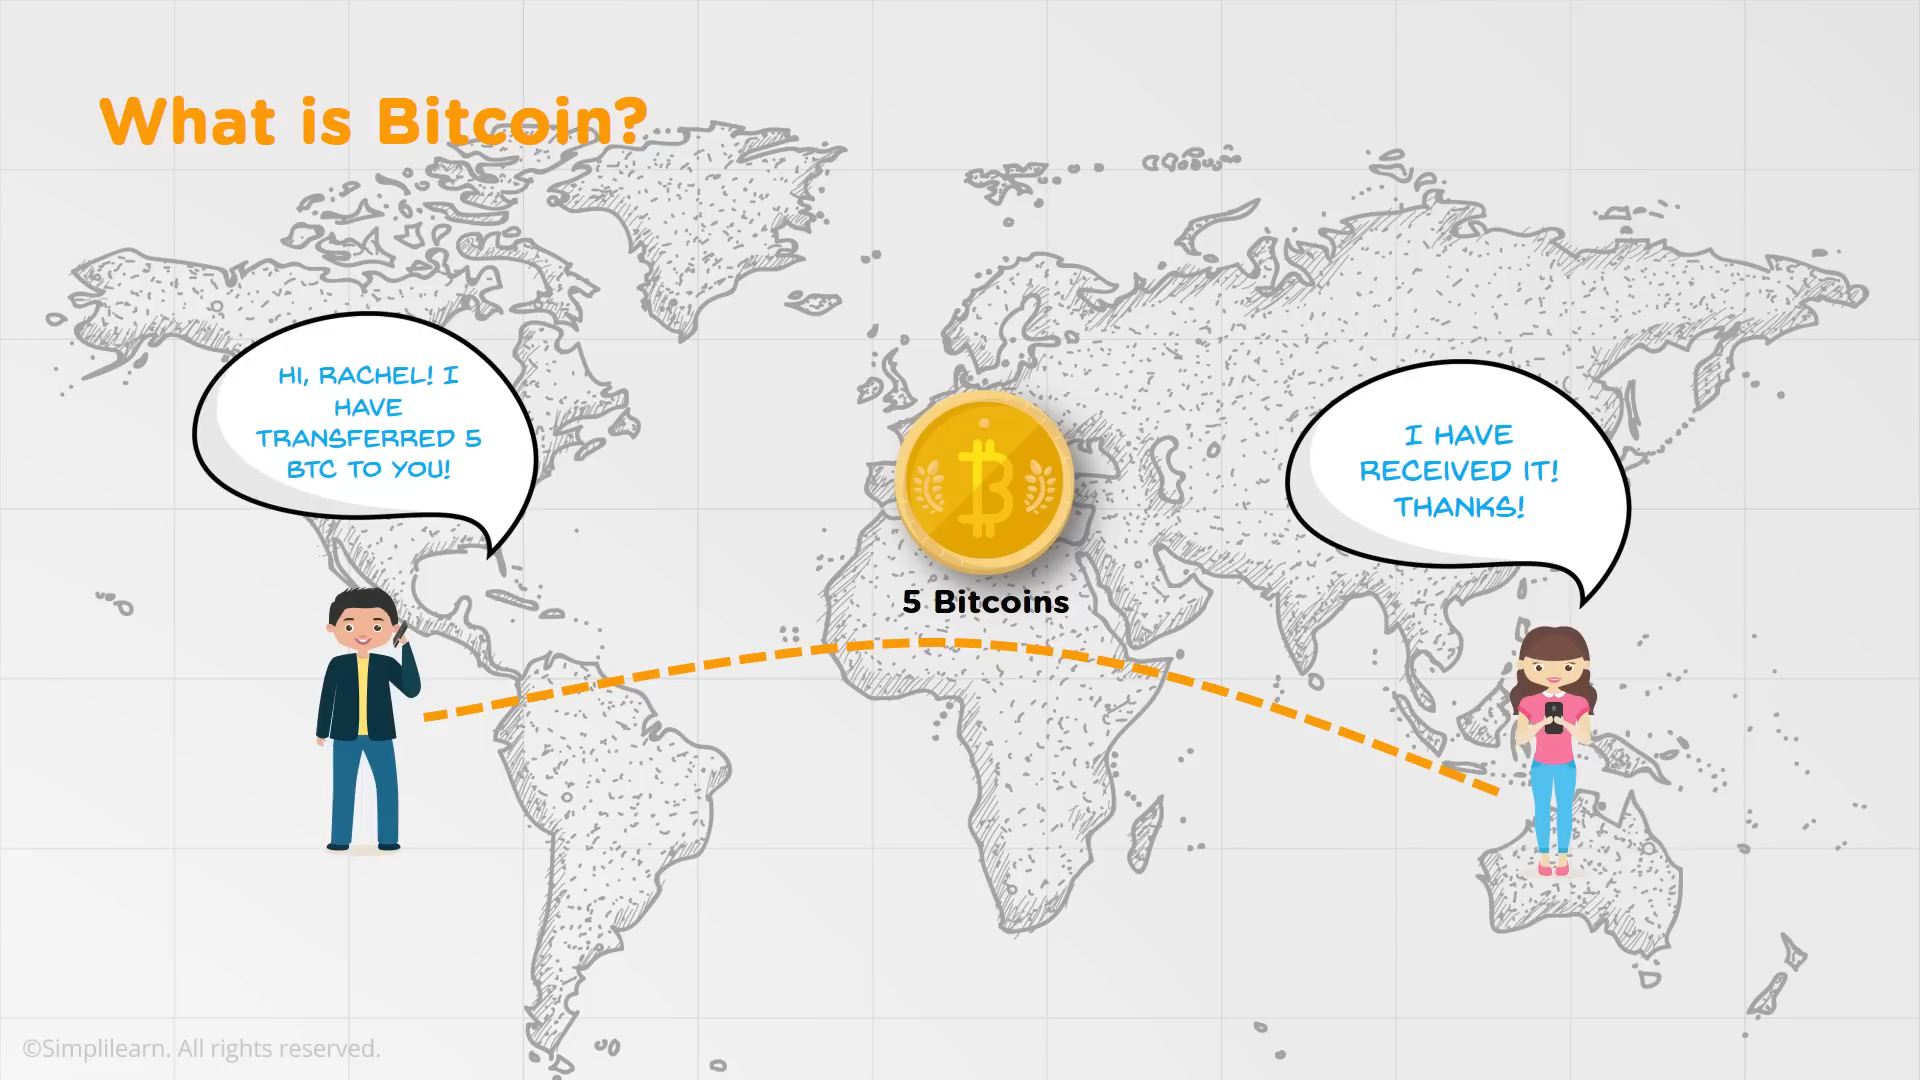 What is Bitcoin?
HI, RACHEL! I
HAVE
TRANSFERRED 5
BTC TO YOU!
I HAVE
RECEIVED IT!
THANKS!
5 Bitcoins
©Simplilearn. All rights reserved.